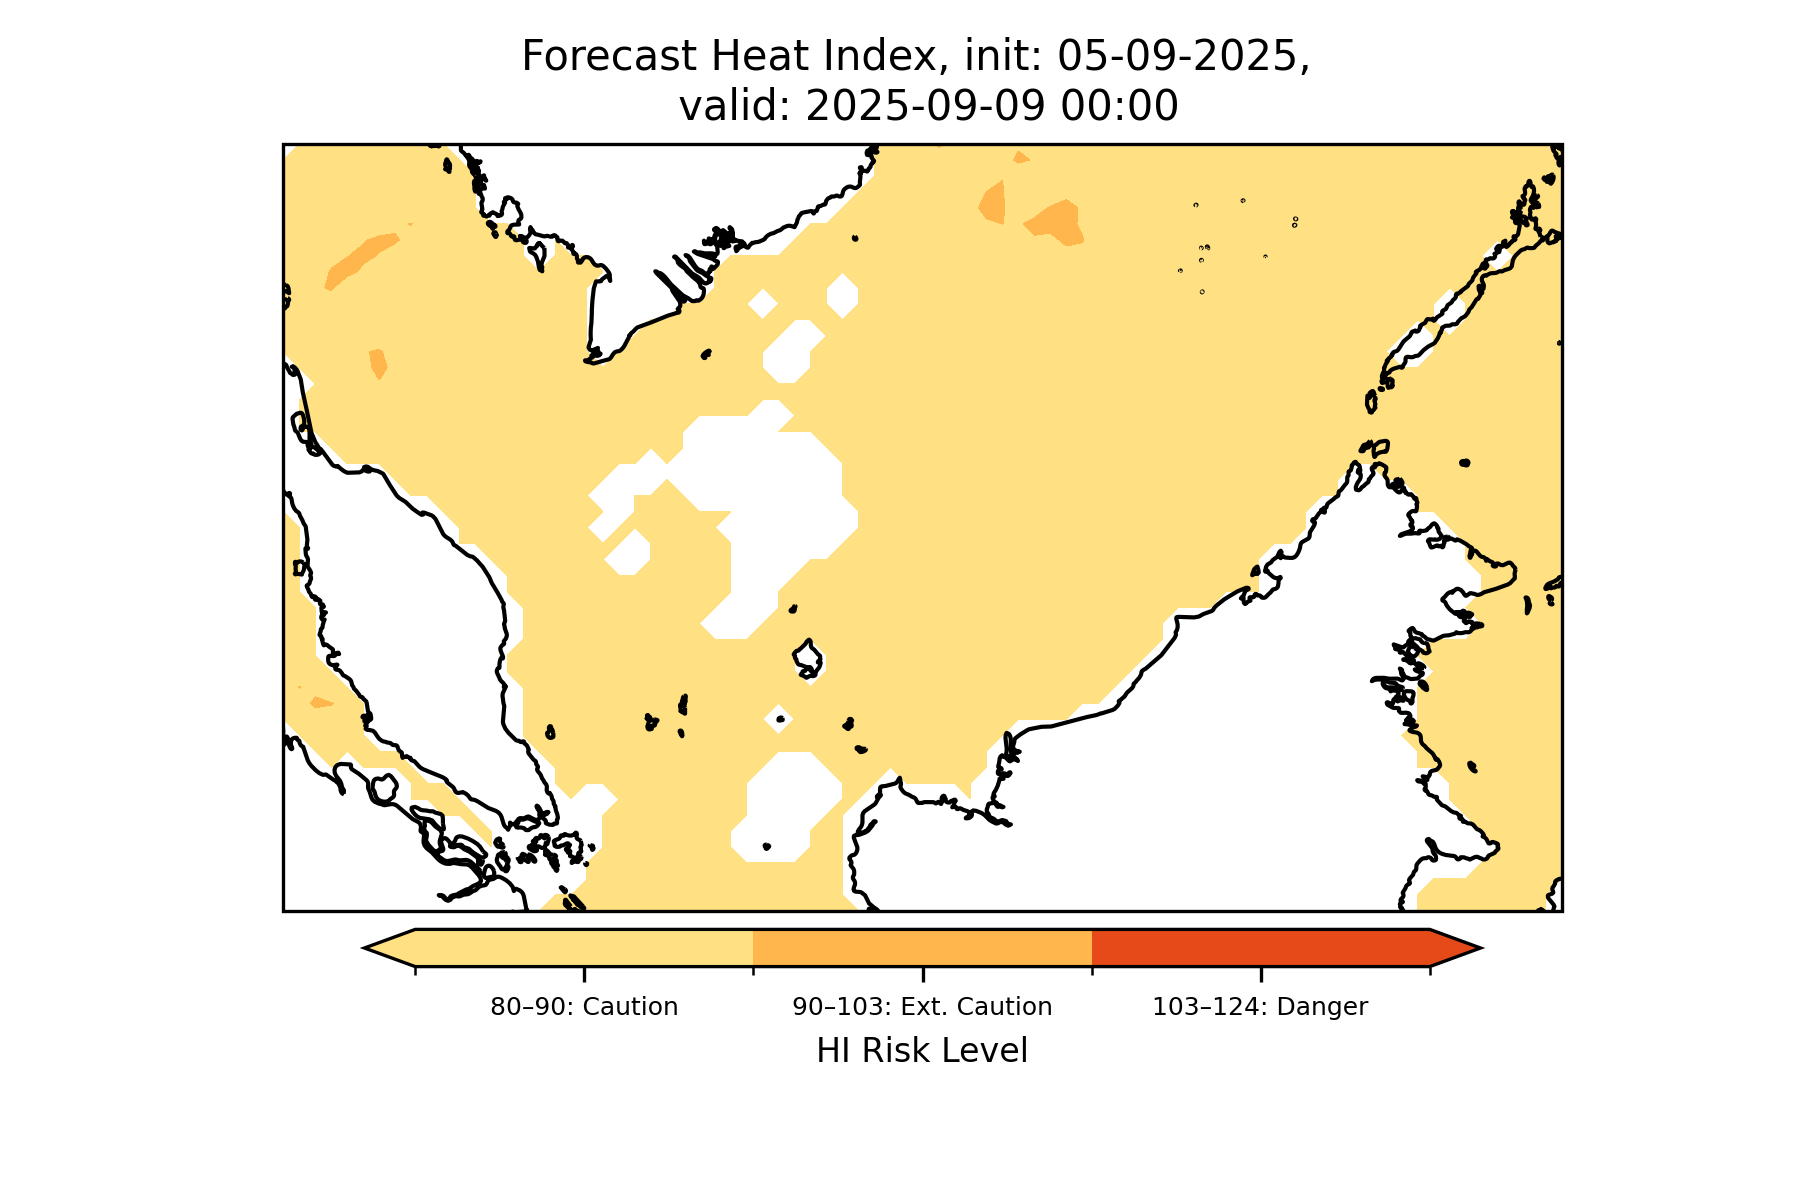 Forecast Heat Index, init: 05-09-2025,
valid: 2025-09-09 00:00
80–90: Caution
90–103: Ext. Caution
103–124: Danger
HI Risk Level